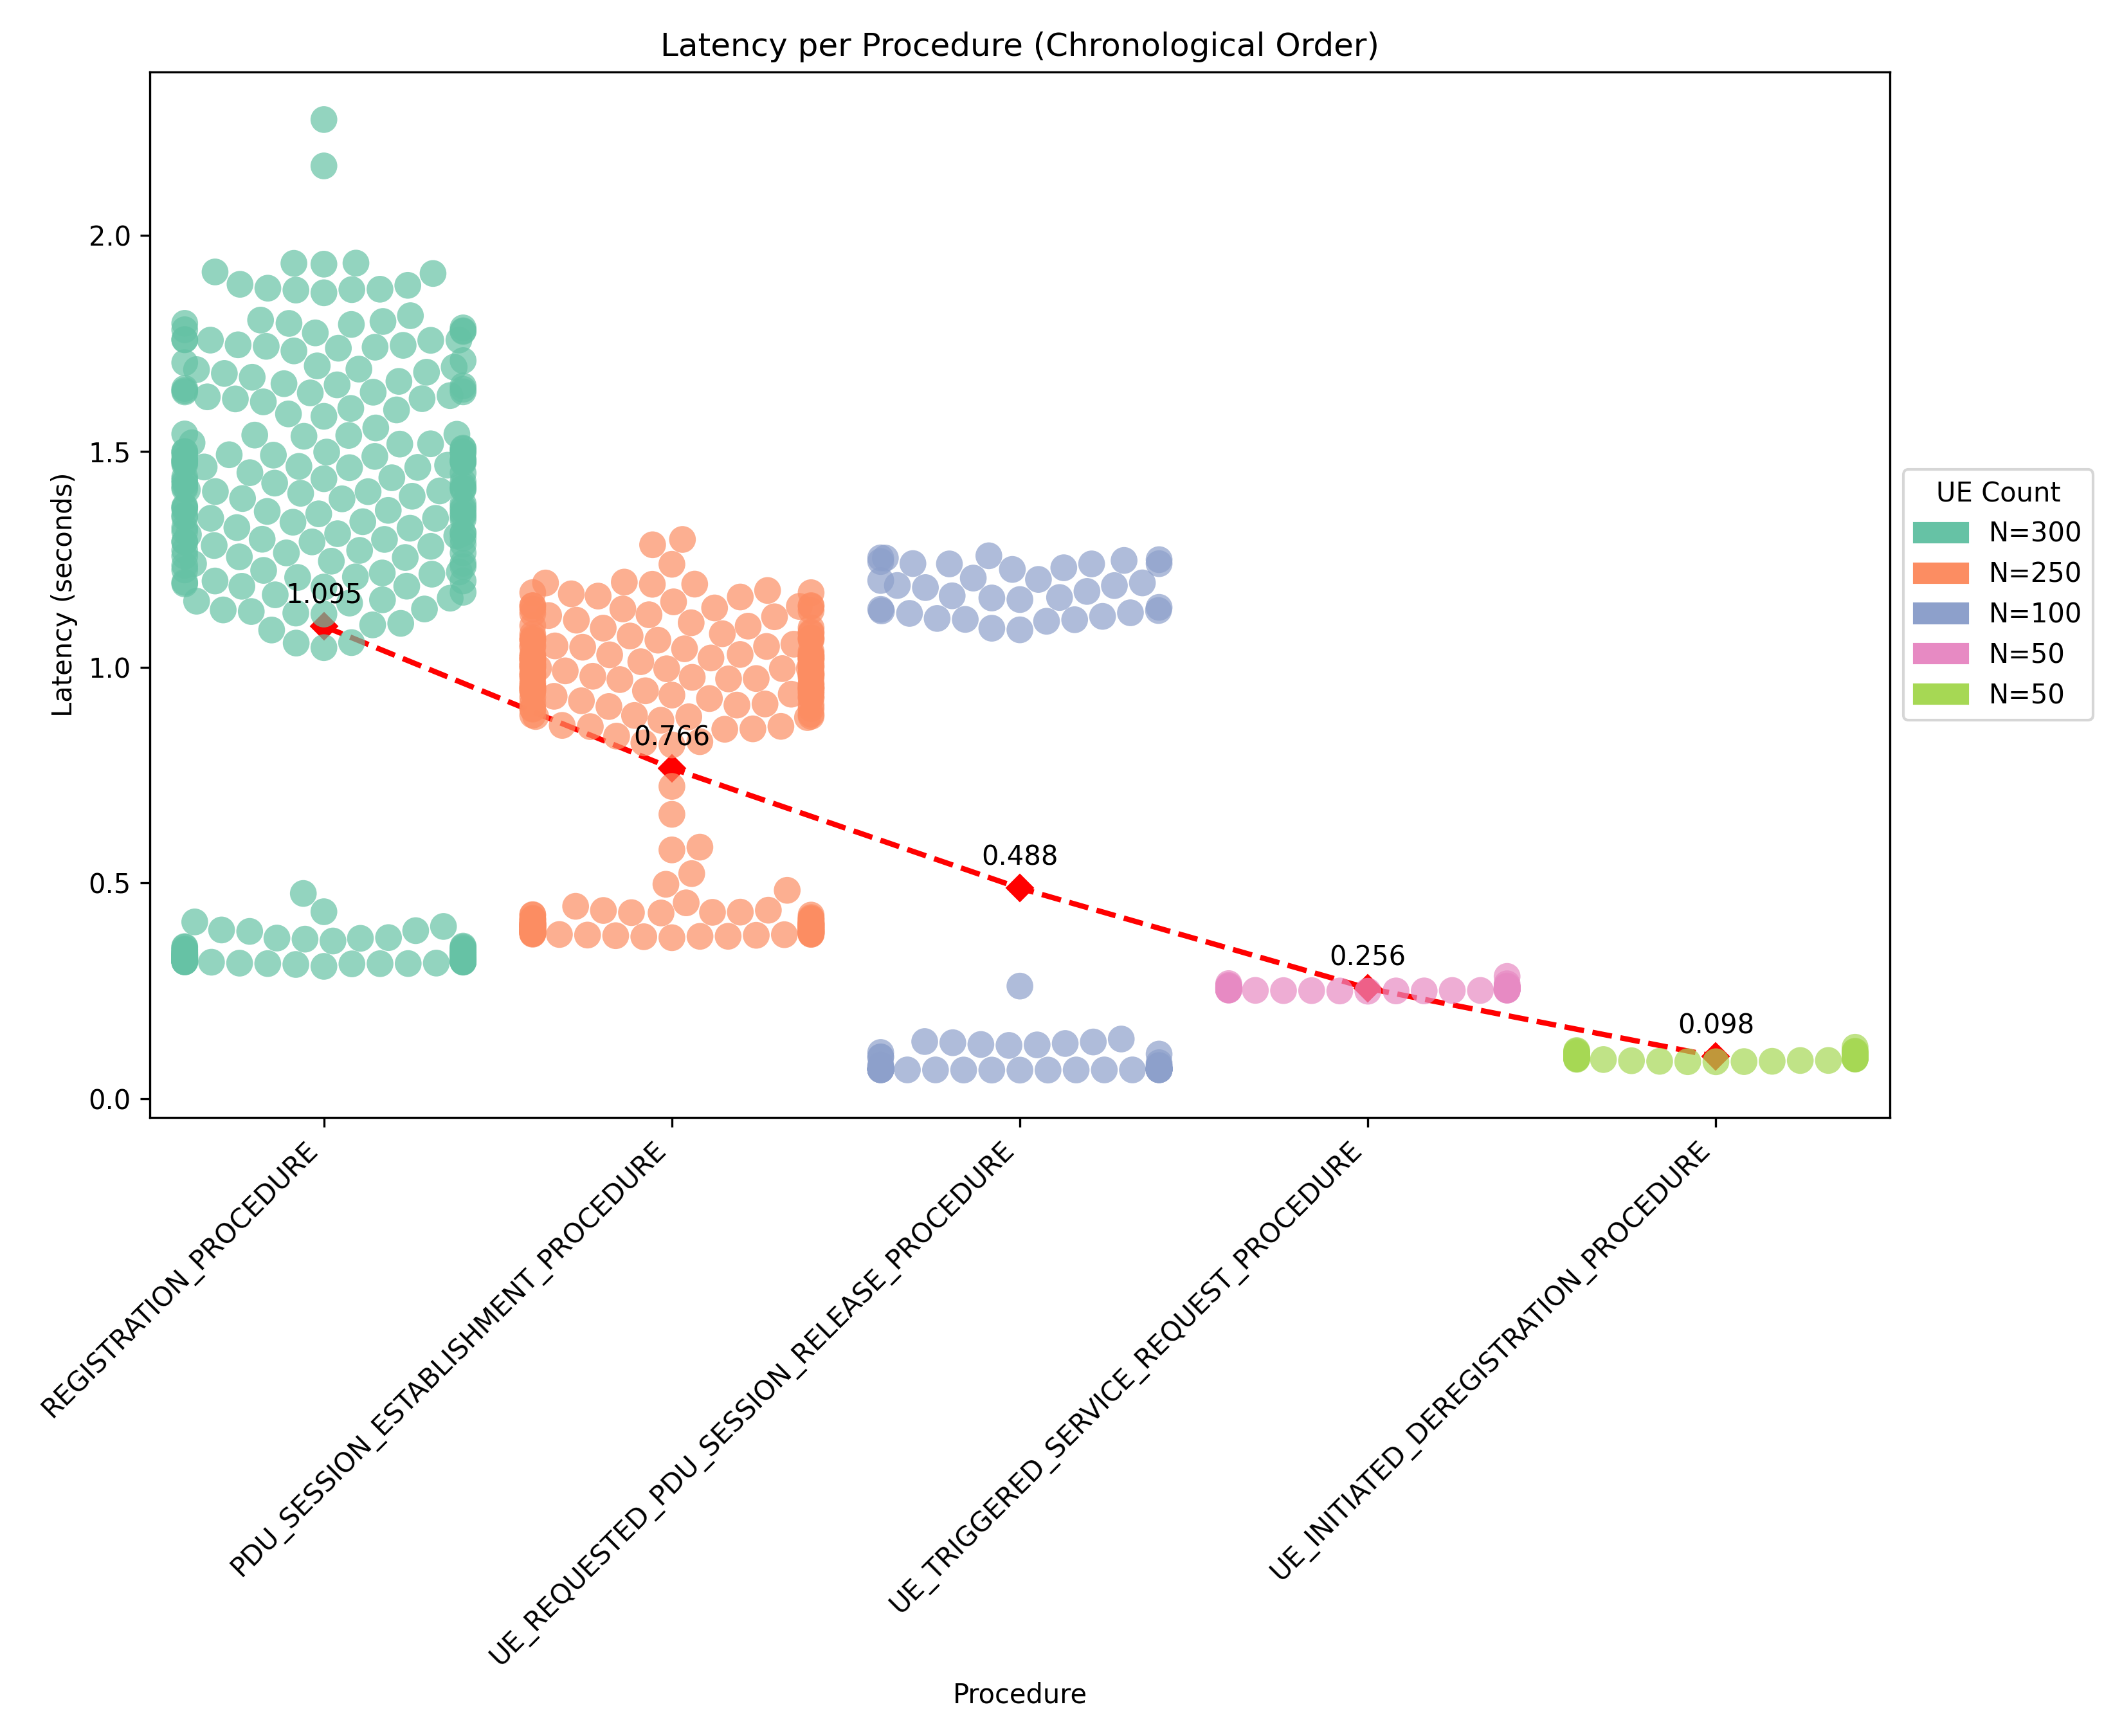 Latency per Procedure (Chronological Order)
Latency (seconds)
2.0
1.5
1.0
0.5
0.0
1.095
0.766
0.488
0.256
0.098
UE Count
N=300
N=250
N=100
N=50
N=50
REGISTRATION_PROCEDURE
PDU_SESSION_ESTABLISHMENT_PROCEDURE
UE_REQUESTED_PDU_SESSION_RELEASE_PROCEDURE
UE_TRIGGERED_SERVICE_REQUEST_PROCEDURE
UE_INITIATED_DEREGISTRATION_PROCEDURE
Procedure